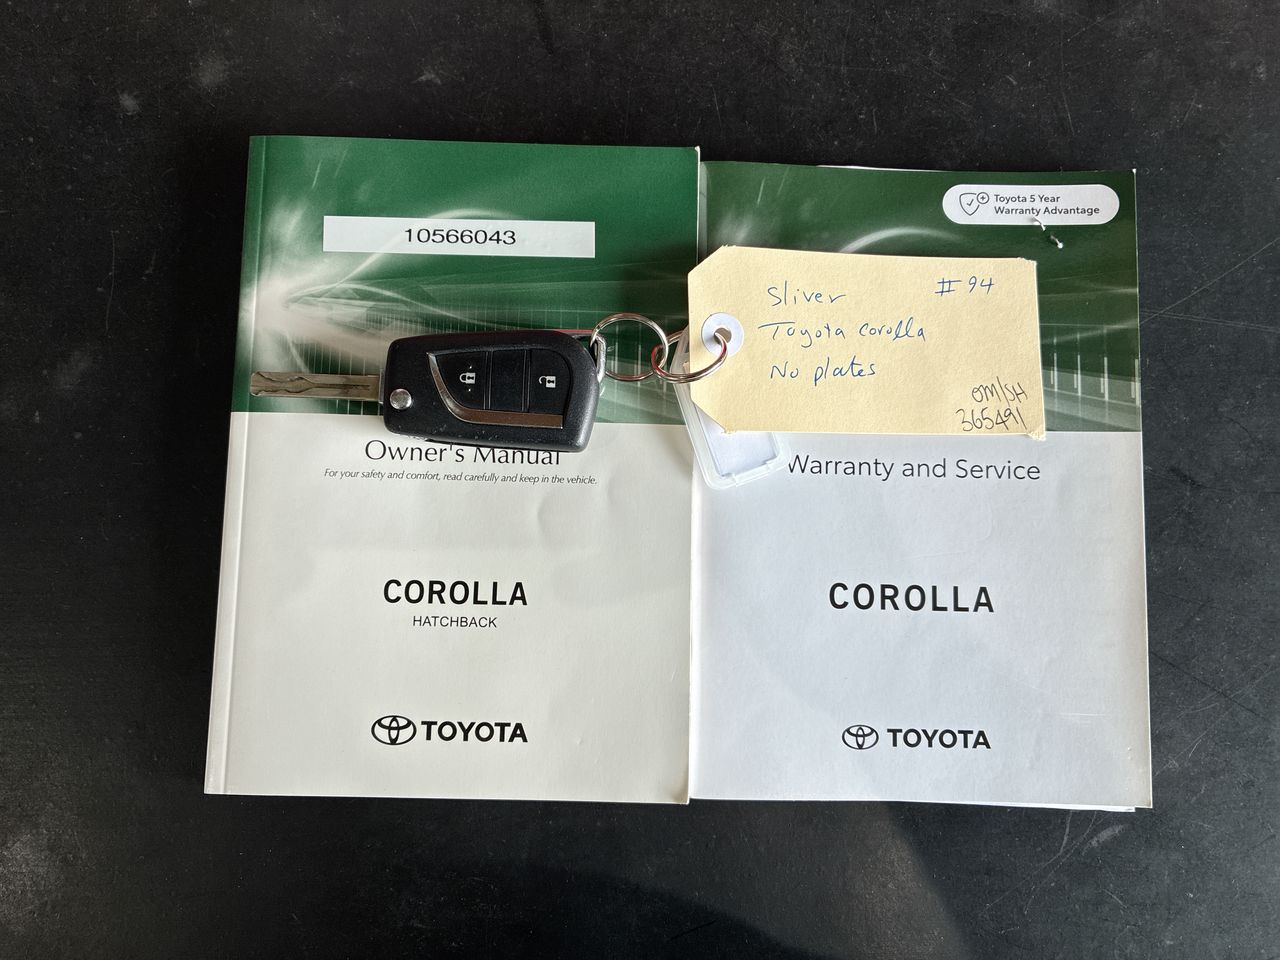 10566043
Owner's Manual
For your safety and comfort, read carefully and keep in the vehicle.
COROLLA
HATCHBACK
TOYOTA
Toyota 5 Year
Warranty Advantage
Sliver #94
Toyota Corolla
No plates
OM/SH
365491
Warranty and Service
COROLLA
TOYOTA